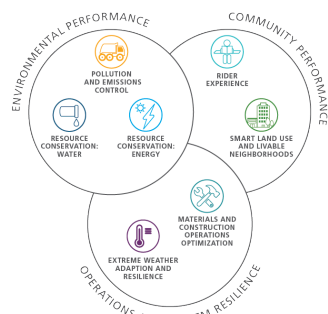 ENVIRONMENTAL PERFORMANCE
COMMUNITY PERFORMANCE
POLLUTION
AND EMISSIONS
CONTROL
RIDER
EXPERIENCE
RESOURCE
CONSERVATION:
WATER
RESOURCE
CONSERVATION:
ENERGY
SMART LAND USE
AND LIVABLE
NEIGHBORHOODS
MATERIALS AND
CONSTRUCTION
OPERATIONS
OPTIMIZATION
EXTREME WEATHER
ADAPTION AND
RESILIENCE
OPERATIONS RESILIENCE